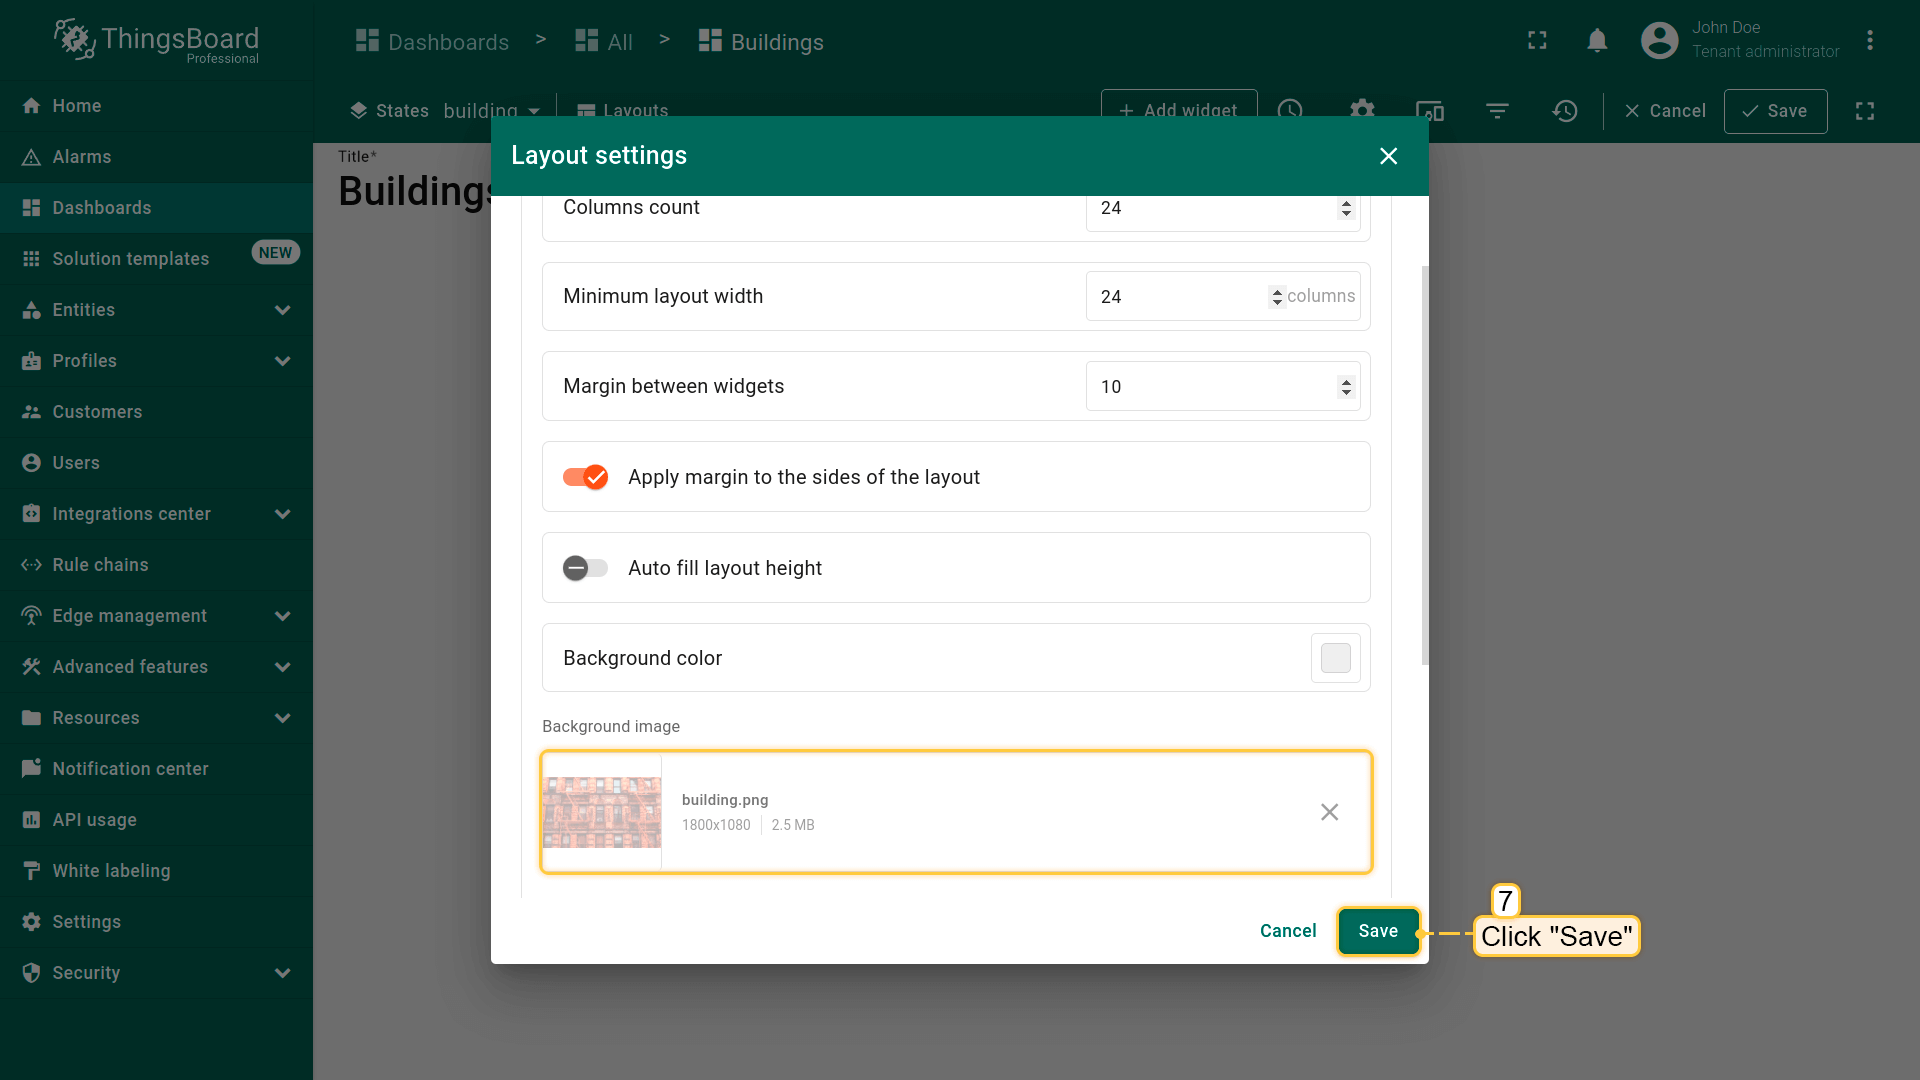 ThingsBoard
Professional
Dashboards > All > Buildings
John Doe
Tenant administrator
Home
Alarms
Dashboards
Solution templates NEW
Entities
Profiles
Customers
Users
Integrations center
Rule chains
Edge management
Advanced features
Resources
Notification center
API usage
White labeling
Settings
Security
States building Layouts + Add widget Cancel Save
Title*
Buildings
Layout settings
Columns count 24
Minimum layout width 24 columns
Margin between widgets 10
Apply margin to the sides of the layout
Auto fill layout height
Background color
Background image
building.png
1800x1080 2.5 MB
Cancel Save
7
Click "Save"